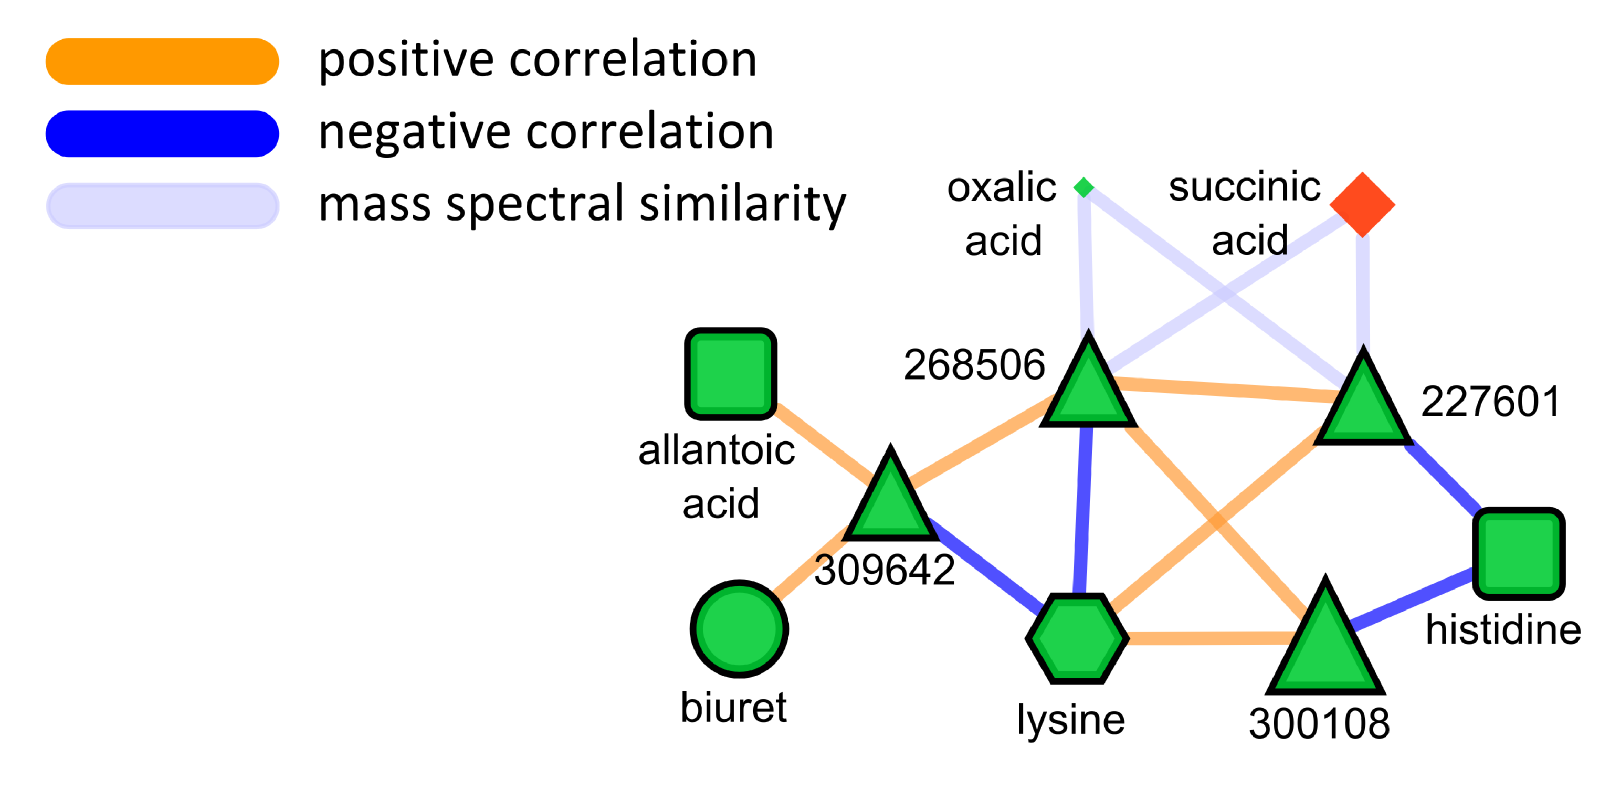 positive correlation
negative correlation
mass spectral similarity
oxalic
acid
succinic
acid
268506
227601
allantoic
acid
309642
histidine
biuret
lysine
300108